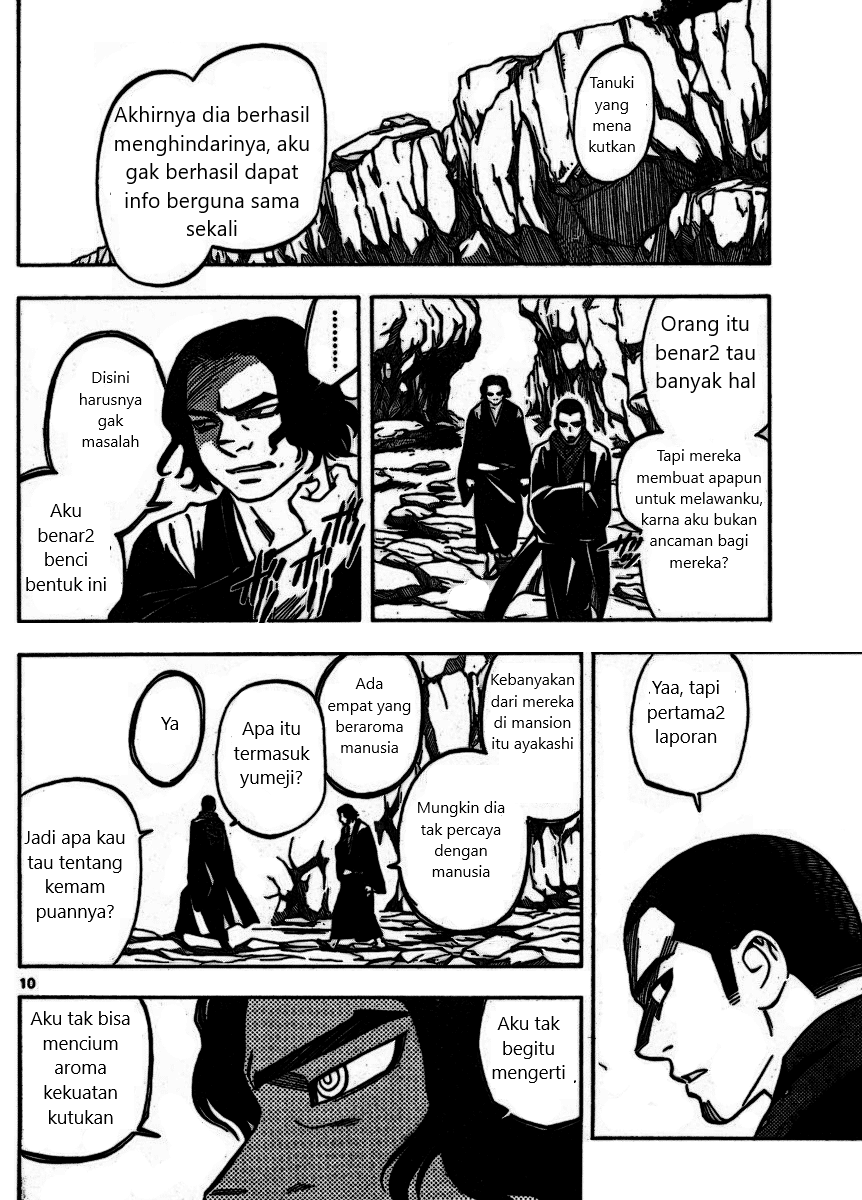 Tanuki
yang
mena
kutkan
Akhirnya dia berhasil
menghindarinya, aku
gak berhasil dapat
info berguna sama
sekali
Orang itu
benar2 tau
banyak hal
Tapi mereka
membuat apapun
untuk melawanku,
karna aku bukan
ancaman bagi
mereka?
.........
Disini
harusnya
gak
masalah
Aku
benar2
benci
bentuk ini
Yaa, tapi
pertama2
laporan
Kebanyakan
dari mereka
di mansion
itu ayakashi
Mungkin dia
tak percaya
dengan
manusia
Ada
empat yang
beraroma
manusia
Apa itu
termasuk
yumeji?
Ya
Jadi apa kau
tau tentang
kemam
puannya?
10
Aku tak
begitu
mengerti
Aku tak bisa
mencium
aroma
kekuatan
kutukan